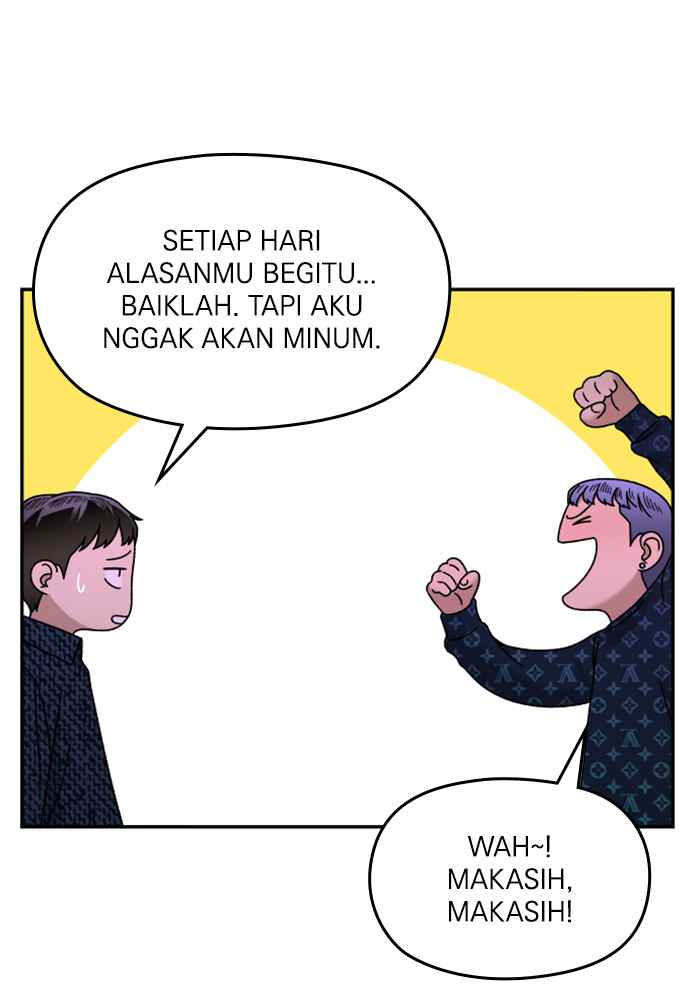 SETIAP HARI
ALASANMU BEGITU...
BAIKLAH. TAPI AKU
NGGAK AKAN MINUM.
WAH~!
MAKASIH,
MAKASIH!